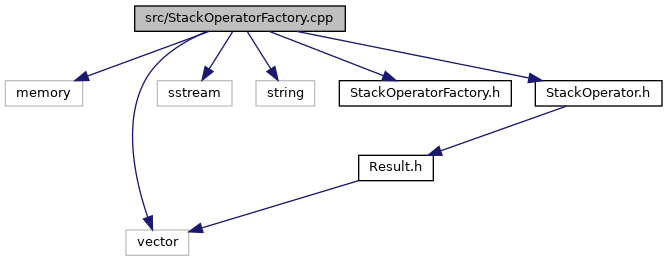 src/StackOperatorFactory.cpp
memory
sstream
string
StackOperatorFactory.h
StackOperator.h
Result.h
vector